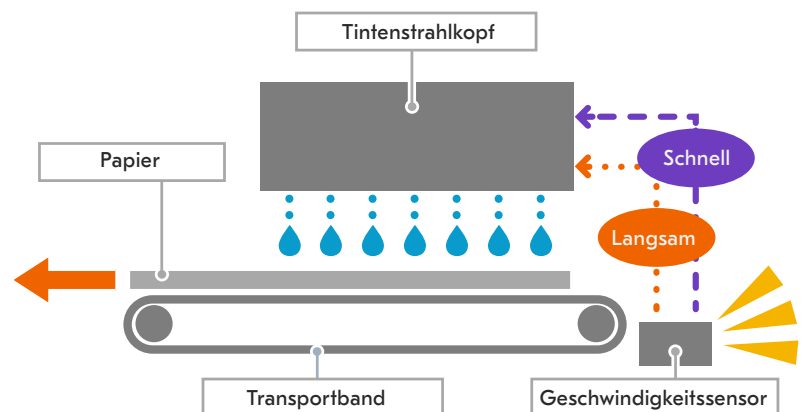 Tintenstrahlkopf
Papier
Schnell
Langsam
Transportband
Geschwindigkeitssensor